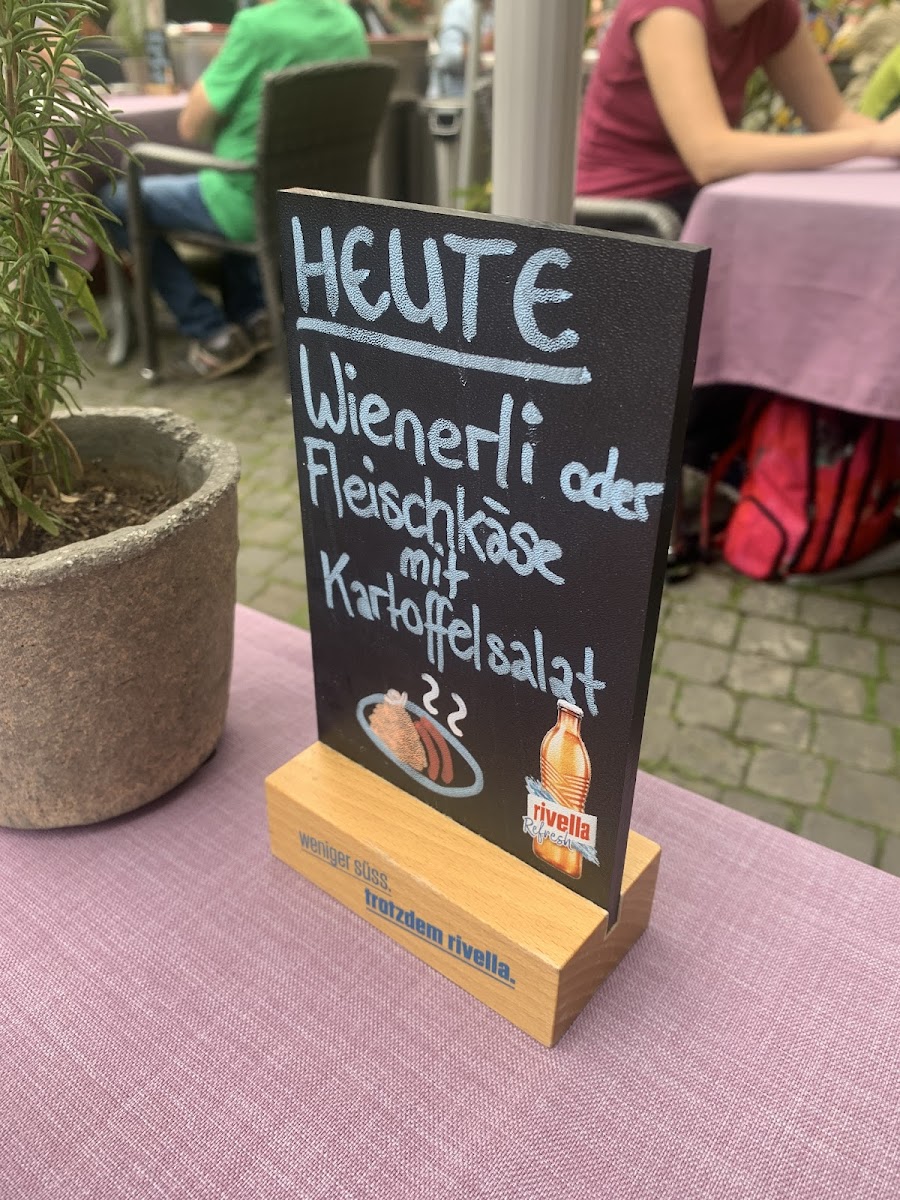 HEUTE
Wienerli oder
Fleischkäse
mit
Kartoffelsalat
rivella
Refresh
weniger süss.
trotzdem rivella.